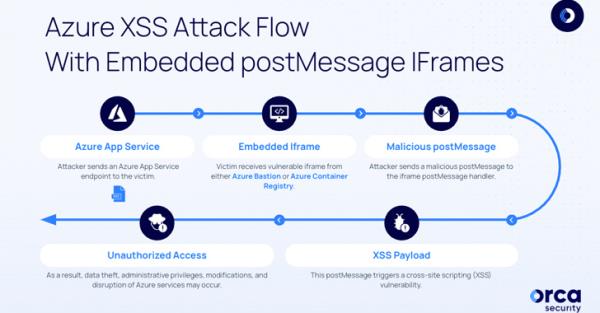 Azure XSS Attack Flow
With Embedded postMessage IFrames
Azure App Service
Attacker sends an Azure App Service
endpoint to the victim.
Embedded Iframe
Victim receives vulnerable iframe from
either Azure Bastion or Azure Container
Registry.
Malicious postMessage
Attacker sends a malicious postMessage to
the iframe postMessage handler.
Unauthorized Access
As a result, data theft, administrative privileges, modifications, and
disruption of Azure services may occur.
XSS Payload
This postMessage triggers a cross-site scripting (XSS)
vulnerability.
orca
security